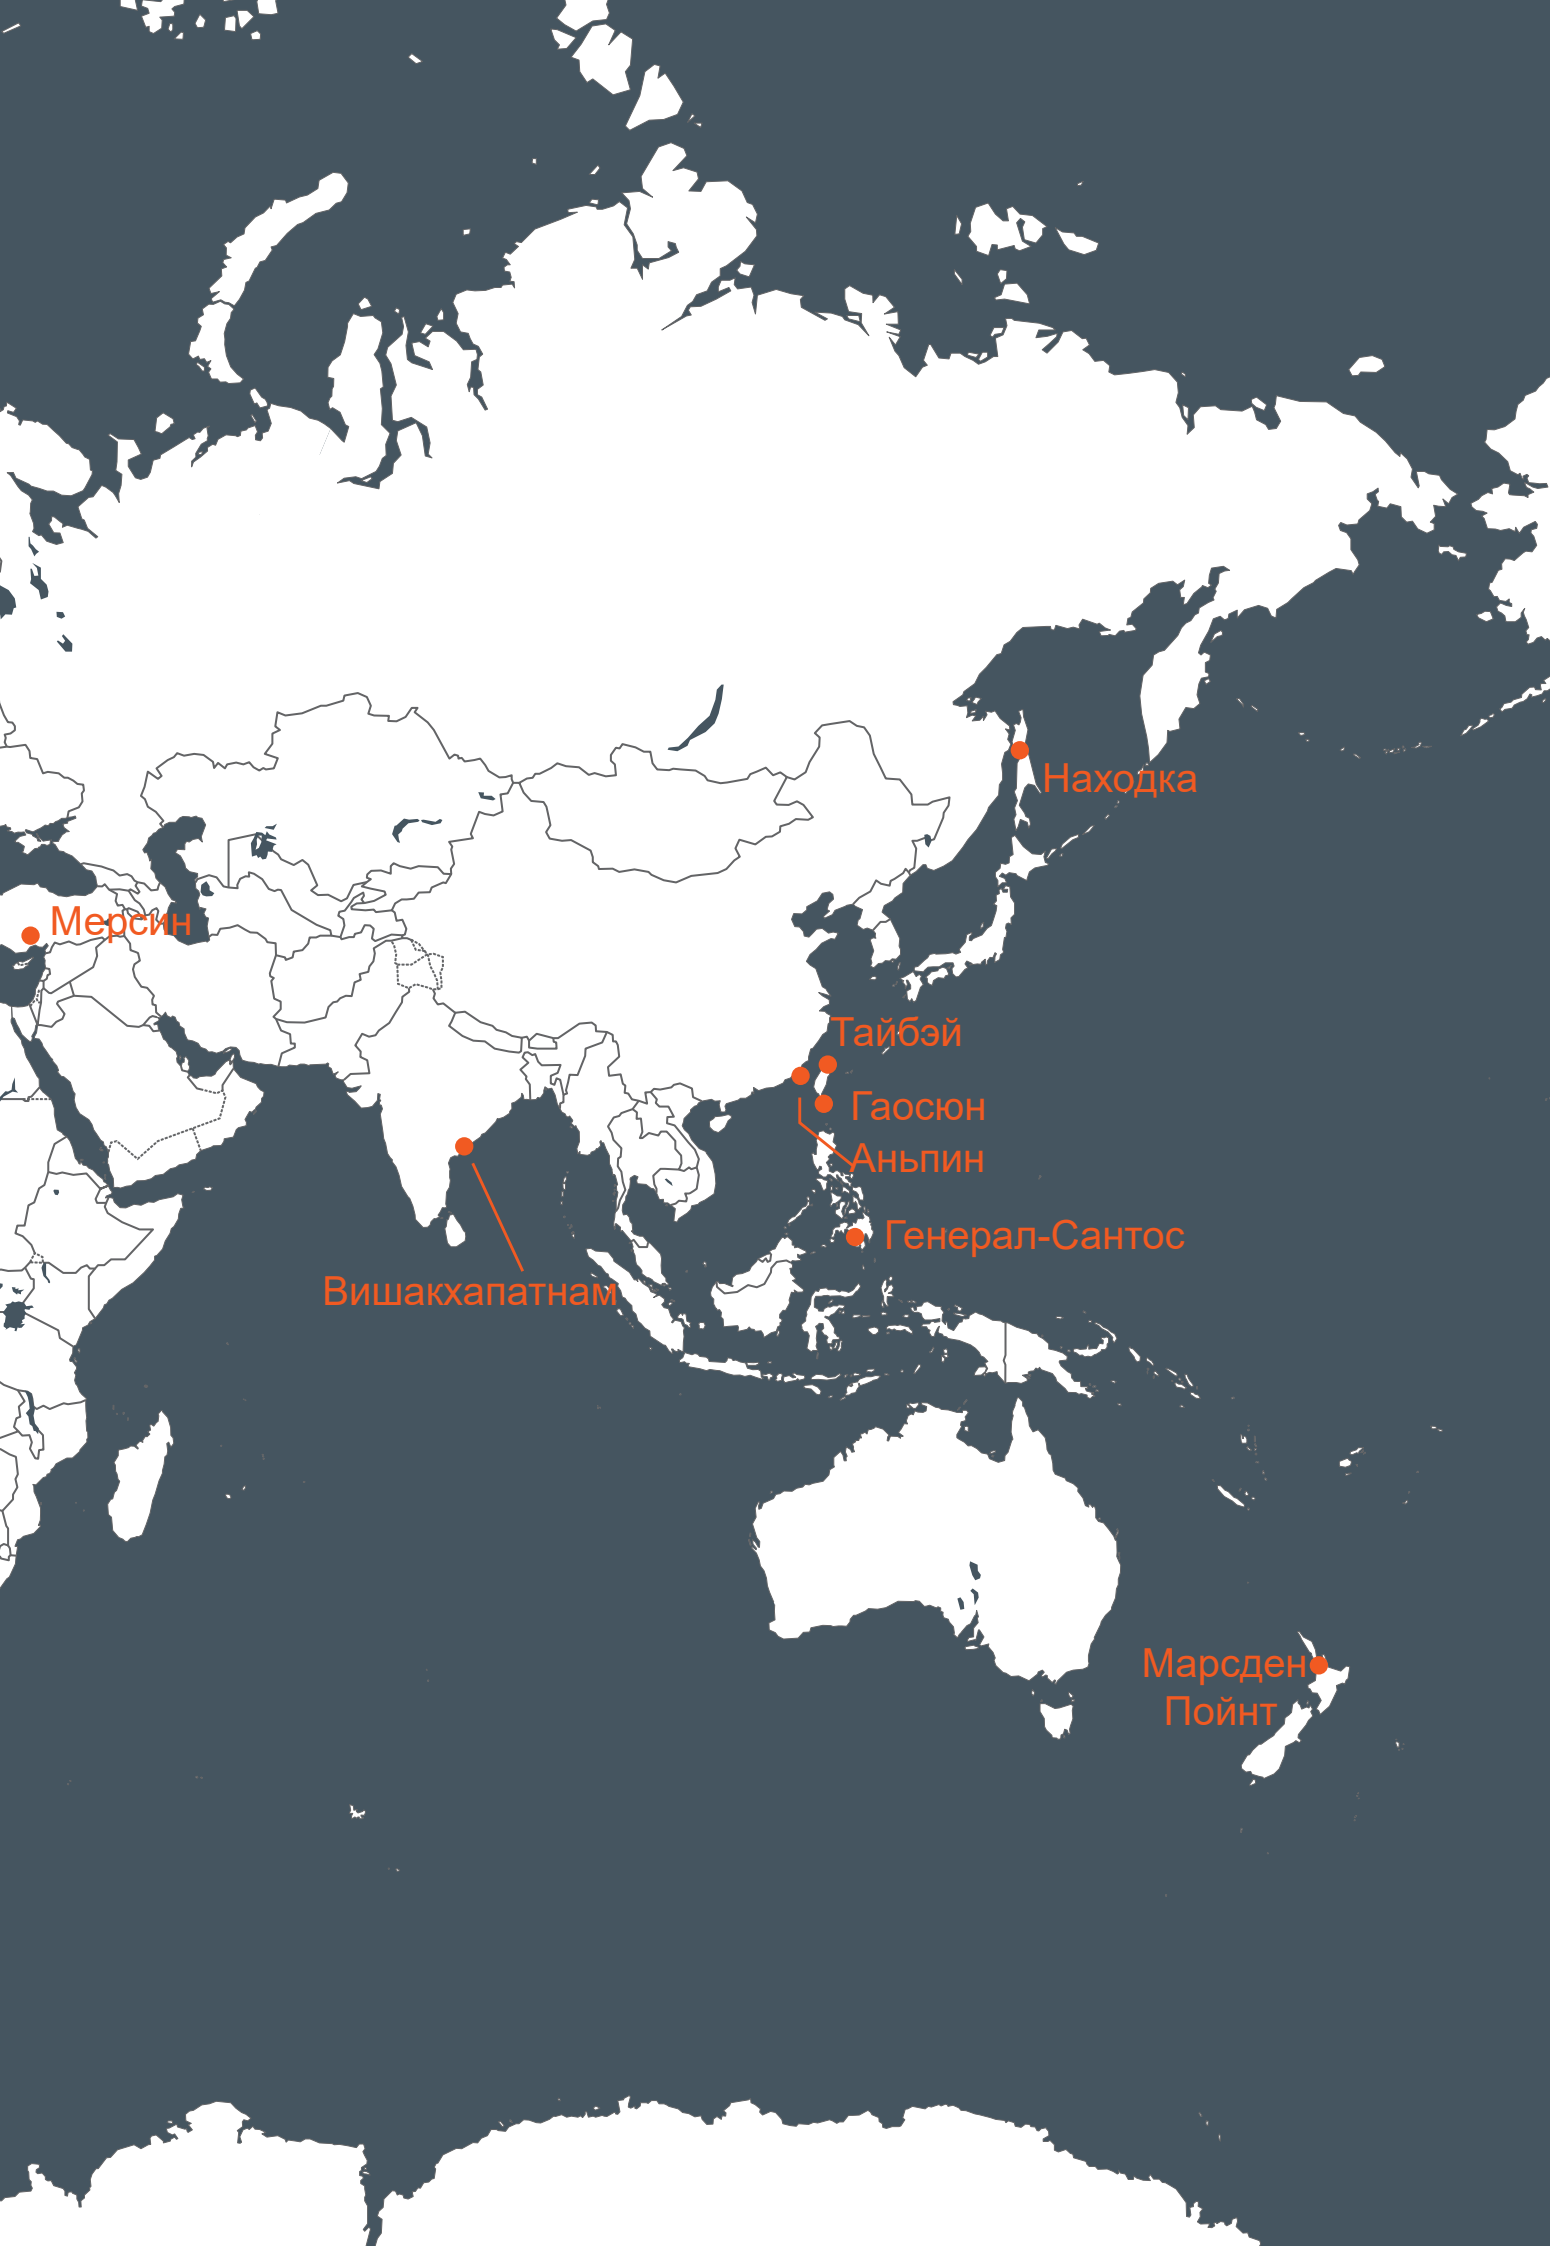 Находка
Мерсин
Тайбэй
Гаосюн
Аньпин
Генерал-Сантос
Вишакхапатнам
Марсден
Пойнт